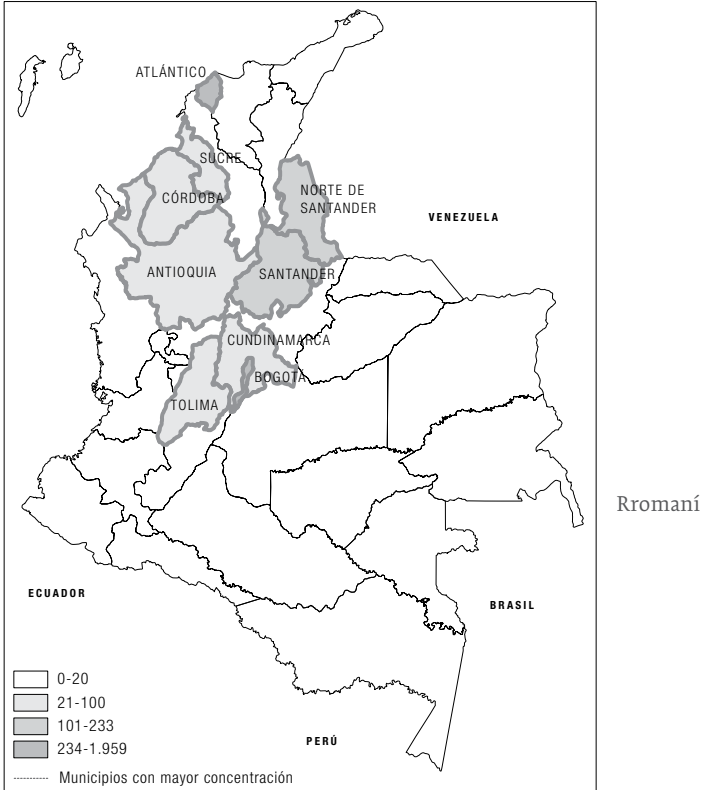 ATLÁNTICO
SUCRE
CÓRDOBA
NORTE DE
SANTANDER
VENEZUELA
ANTIOQUIA
SANTANDER
CUNDINAMARCA
BOGOTÁ
TOLIMA
Rromaní
ECUADOR
BRASIL
PERÚ
0-20
21-100
101-233
234-1.959
Municipios con mayor concentración